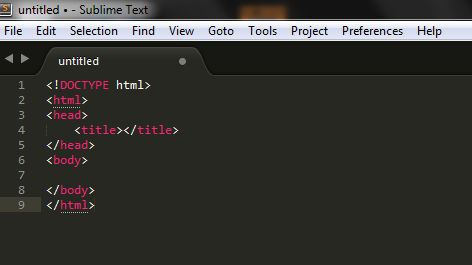 untitled • - Sublime Text
File Edit Selection Find View Goto Tools Project Preferences Help
untitled
1 <!DOCTYPE html>
2 <html>
3 <head>
4 <title></title>
5 </head>
6 <body>
7
8 </body>
9 </html>